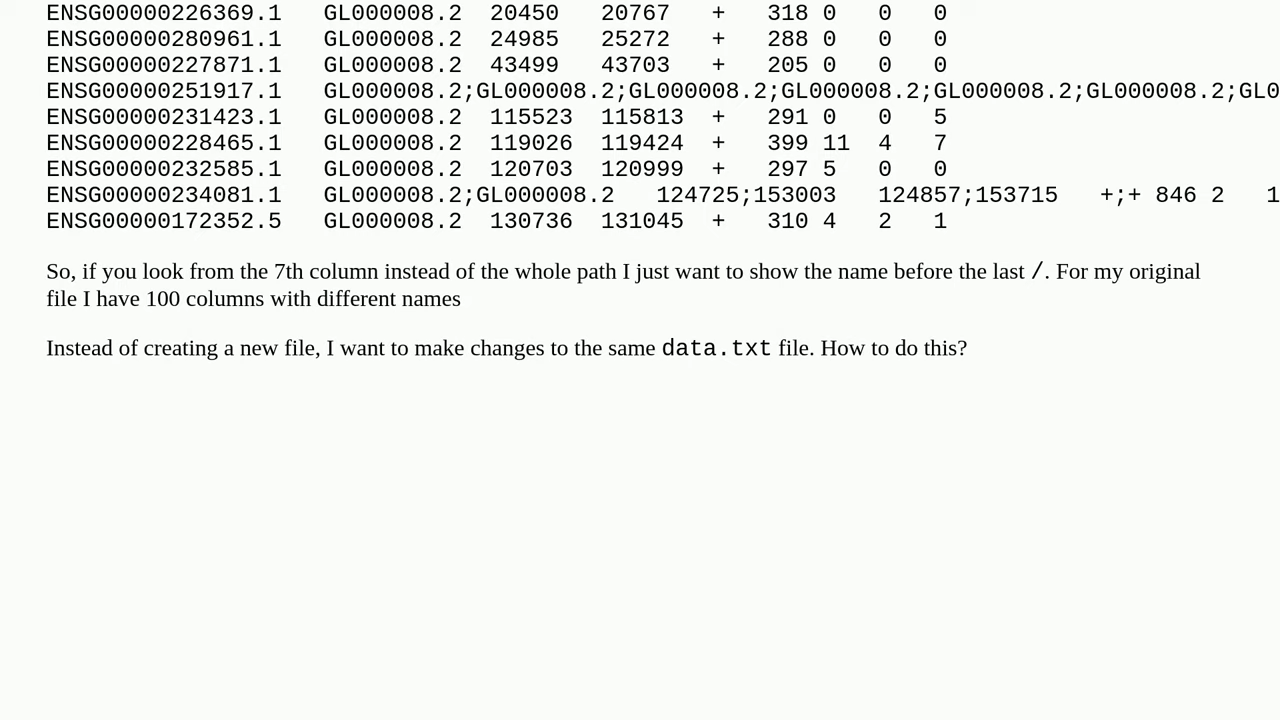 ENSG00000226369.1 GL000008.2 20450 20767 + 318 0 0 0
ENSG00000280961.1 GL000008.2 24985 25272 + 288 0 0 0
ENSG00000227871.1 GL000008.2 43499 43703 + 205 0 0 0
ENSG00000251917.1 GL000008.2;GL000008.2;GL000008.2;GL000008.2;GL000008.2;GL000008.2;GL0
ENSG00000231423.1 GL000008.2 115523 115813 + 291 0 0 5
ENSG00000228465.1 GL000008.2 119026 119424 + 399 11 4 7
ENSG00000232585.1 GL000008.2 120703 120999 + 297 5 0 0
ENSG00000234081.1 GL000008.2;GL000008.2 124725;153003 124857;153715 +;+ 846 2 1
ENSG00000172352.5 GL000008.2 130736 131045 + 310 4 2 1
So, if you look from the 7th column instead of the whole path I just want to show the name before the last /. For my original
file I have 100 columns with different names
Instead of creating a new file, I want to make changes to the same data.txt file. How to do this?